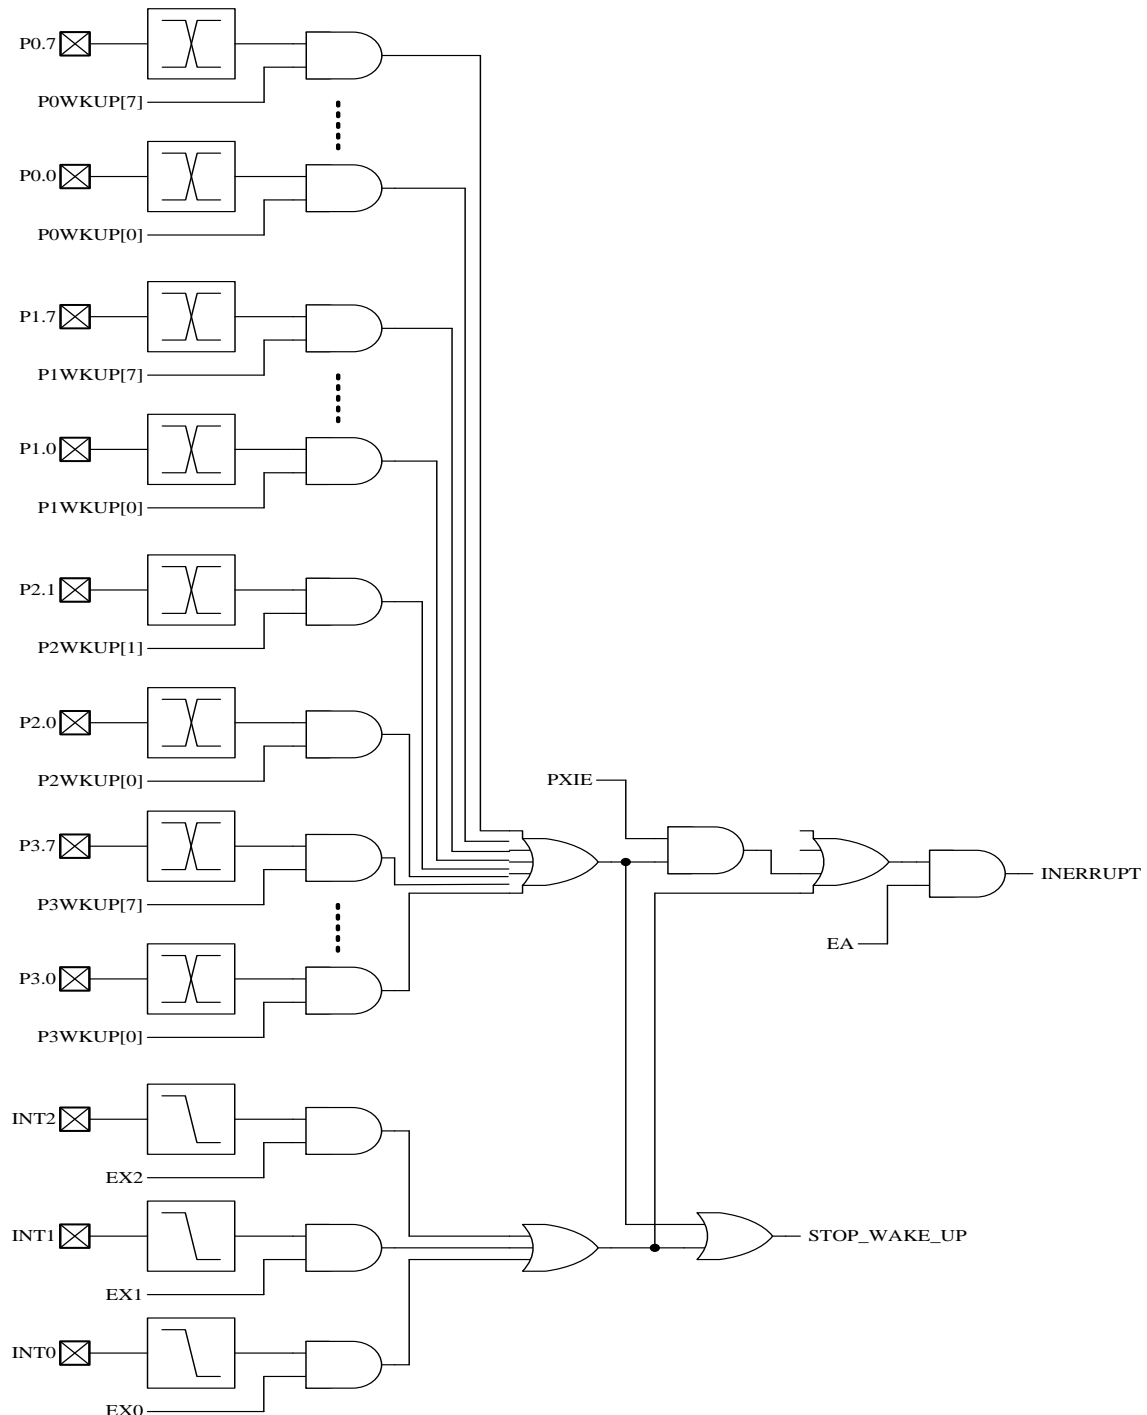 P0.7
P0WKUP[7]
P0.0
P0WKUP[0]
P1.7
P1WKUP[7]
P1.0
P1WKUP[0]
P2.1
P2WKUP[1]
P2.0
P2WKUP[0]
PXIE
P3.7
INERRUPT
P3WKUP[7]
EA
P3.0
P3WKUP[0]
INT2
EX2
INT1
STOP_WAKE_UP
EX1
INT0
EX0